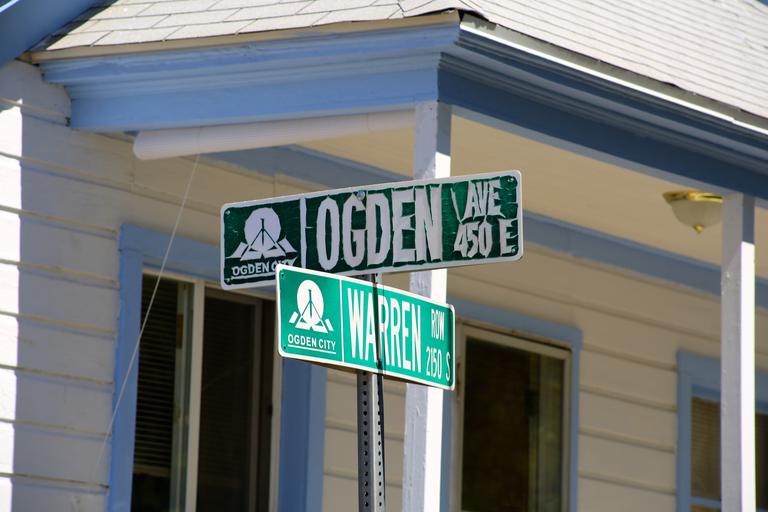 OGDEN AVE
450 E
OGDEN CITY
WARREN ROW
2150 S
OGDEN CITY